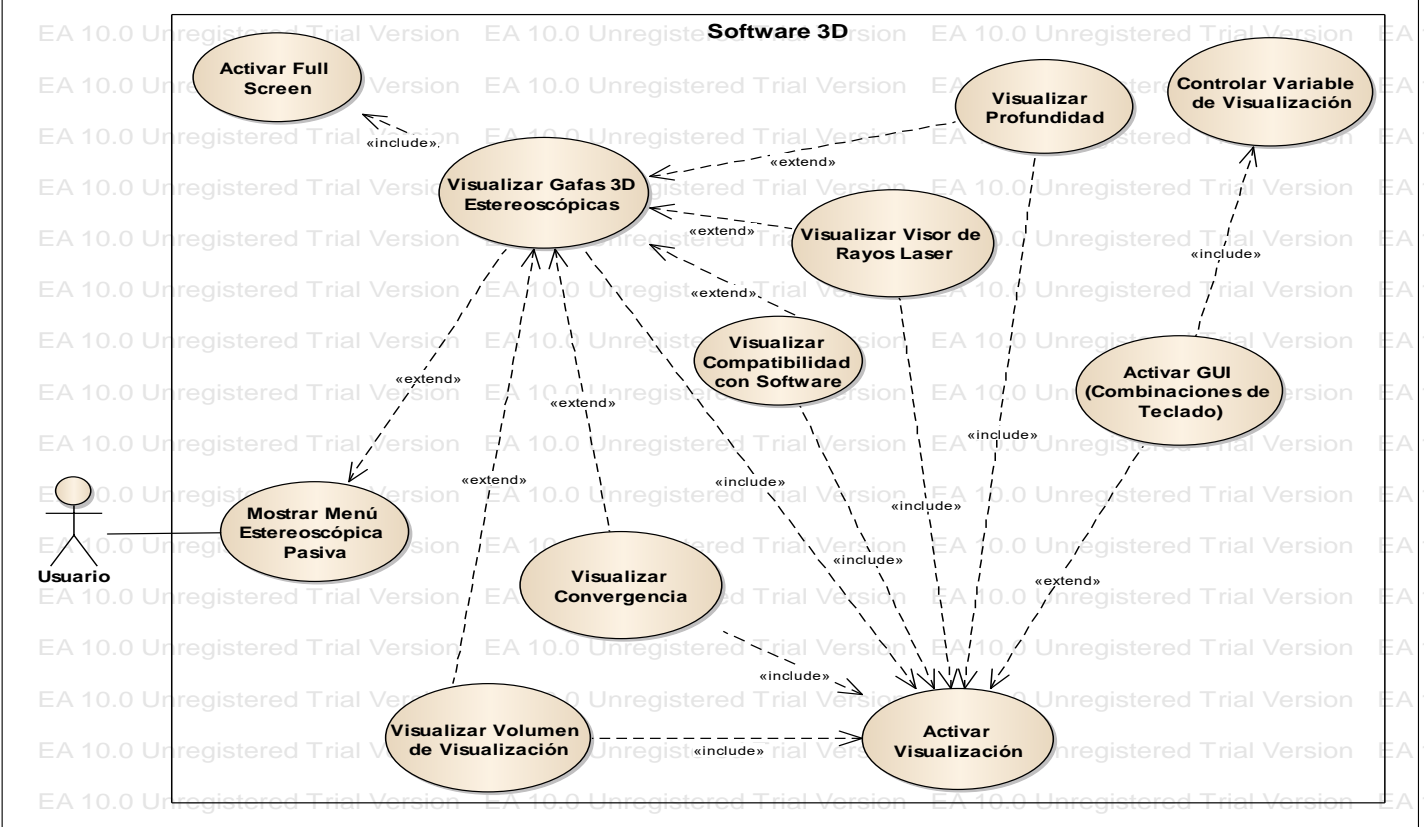 Software 3D
Activar Full
Screen
Visualizar
Profundidad
Controlar Variable
de Visualización
«include»
«extend»
Visualizar Gafas 3D
Estereoscópicas
«extend»
Visualizar Visor de
Rayos Laser
«include»
«extend»
Visualizar
Compatibilidad
con Software
Activar GUI
(Combinaciones de
Teclado)
«extend»
«extend»
«include»
«extend»
«include»
«include»
Mostrar Menú
Estereoscópica
Pasiva
«include»
«extend»
Usuario
Visualizar
Convergencia
«include»
Visualizar Volumen
de Visualización
«include»
Activar
Visualización
EA 10.0 Unregistered Trial Version